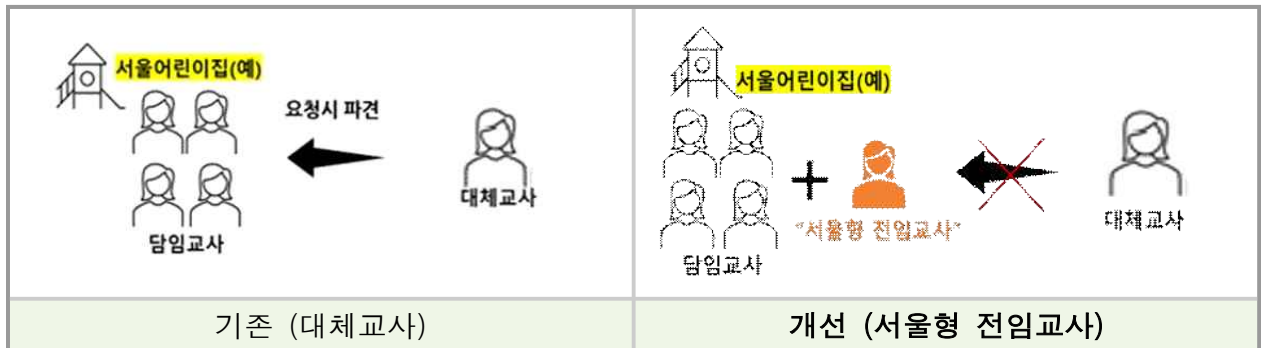 서울어린이집(예)
요청시 파견
대체교사
담임교사
기존 (대체교사)
서울어린이집(예)
"서울형 전임교사"
대체교사
담임교사
개선 (서울형 전임교사)